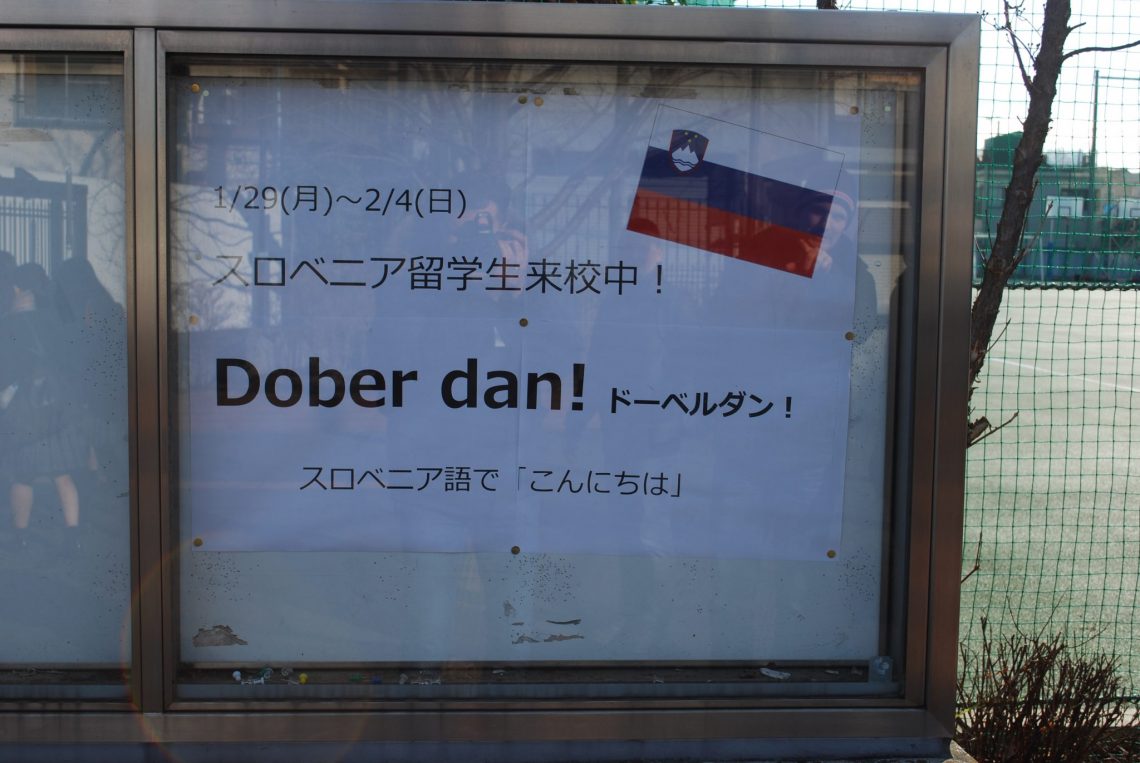 1/29(月)～2/4(日)
スロベニア留学生来校中！
Dober dan! ドーベルダン！
スロベニア語で「こんにちは」